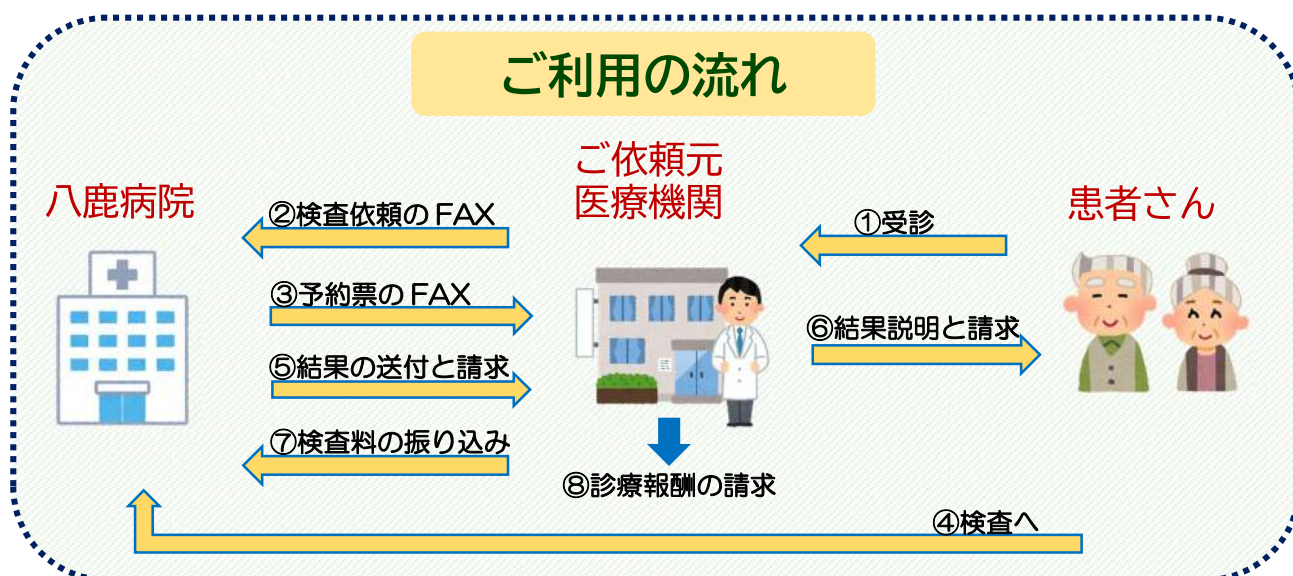 ご利用の流れ
八鹿病院
ご依頼元
医療機関
患者さん
①受診
②検査依頼のFAX
③予約票のFAX
⑥結果説明と請求
⑤結果の送付と請求
⑦検査料の振り込み
⑧診療報酬の請求
④検査へ